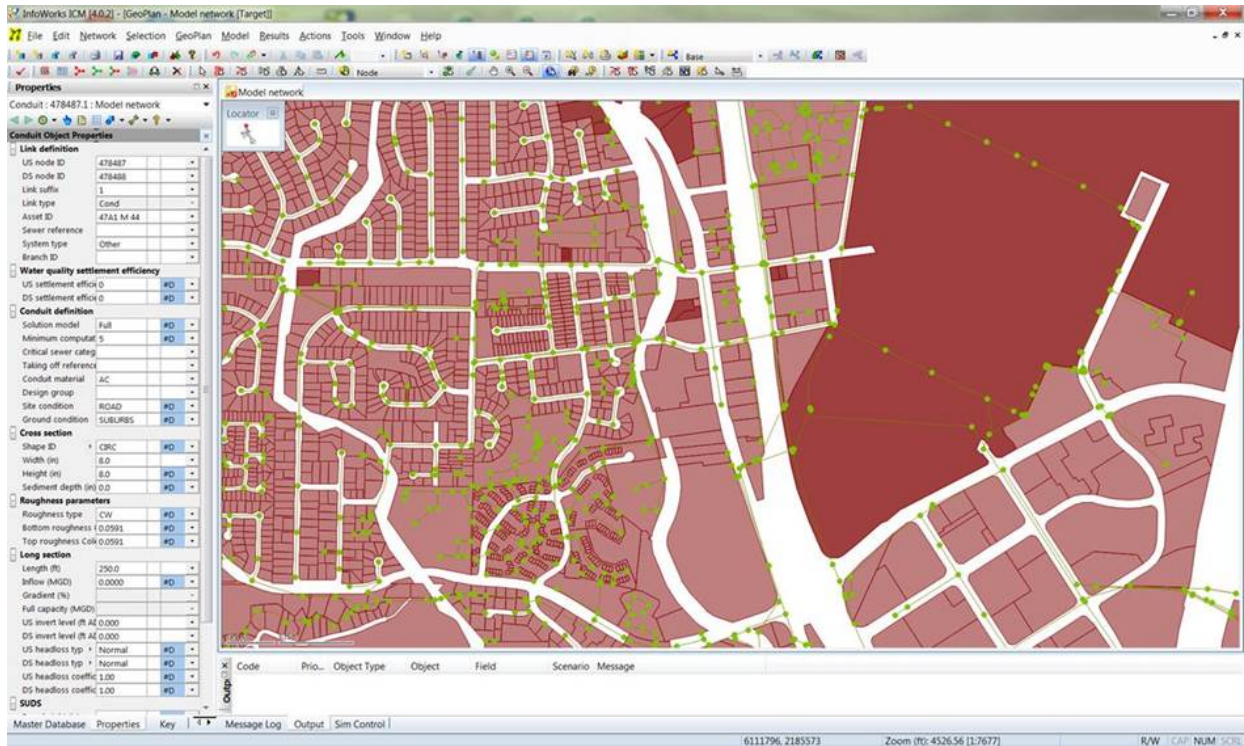 InfoWorks ICM [4.0.2] - [GeoPlan - Model network [Target]]
File Edit Network Selection GeoPlan Model Results Actions Tools Window Help
Base
Node
Properties
Model network
Conduit : 478487.1 : Model network
Locator
Conduit Object Properties
Link definition
US node ID 478487
DS node ID 478488
Link suffix 1
Link type Cond
Asset ID 47A1 M 44
Sewer reference
System type Other
Branch ID
Water quality settlement efficiency
US settlement effici 0 #D
DS settlement effici 0 #D
Conduit definition
Solution model Full #D
Minimum computat 5 #D
Critical sewer categ
Taking off reference
Conduit material AC
Design group
Site condition ROAD #D
Ground condition SUBURBS #D
Cross section
Shape ID CIRC #D
Width (in) 8.0
Height (in) 8.0 #D
Sediment depth (in) 0.0 #D
Roughness parameters
Roughness type CW #D
Bottom roughness 0.0591 #D
Top roughness Col 0.0591 #D
Long section
Length (ft) 250.0
Inflow (MGD) 0.0000 #D
Gradient (%)
Full capacity (MGD)
US invert level (ft AD 0.000
DS invert level (ft AD 0.000
US headloss typ Normal #D
DS headloss typ Normal #D
US headloss coeffic 1.00 #D
DS headloss coeffic 1.00 #D
SUDS
Code Prio... Object Type Object Field Scenario Message
Outp
Master Database Properties Key Message Log Output Sim Control
6111796, 2185573 Zoom (ft): 4526.56 [1:7677] R/W CAP NUM SCRL